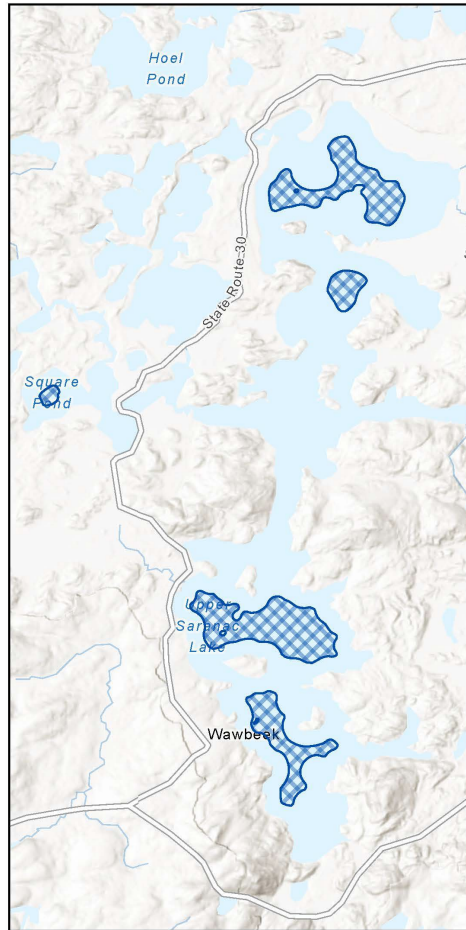 Hoel
Pond
State-Route-30
Square
Pond
Upper
Saranac
Lake
Wawbeek